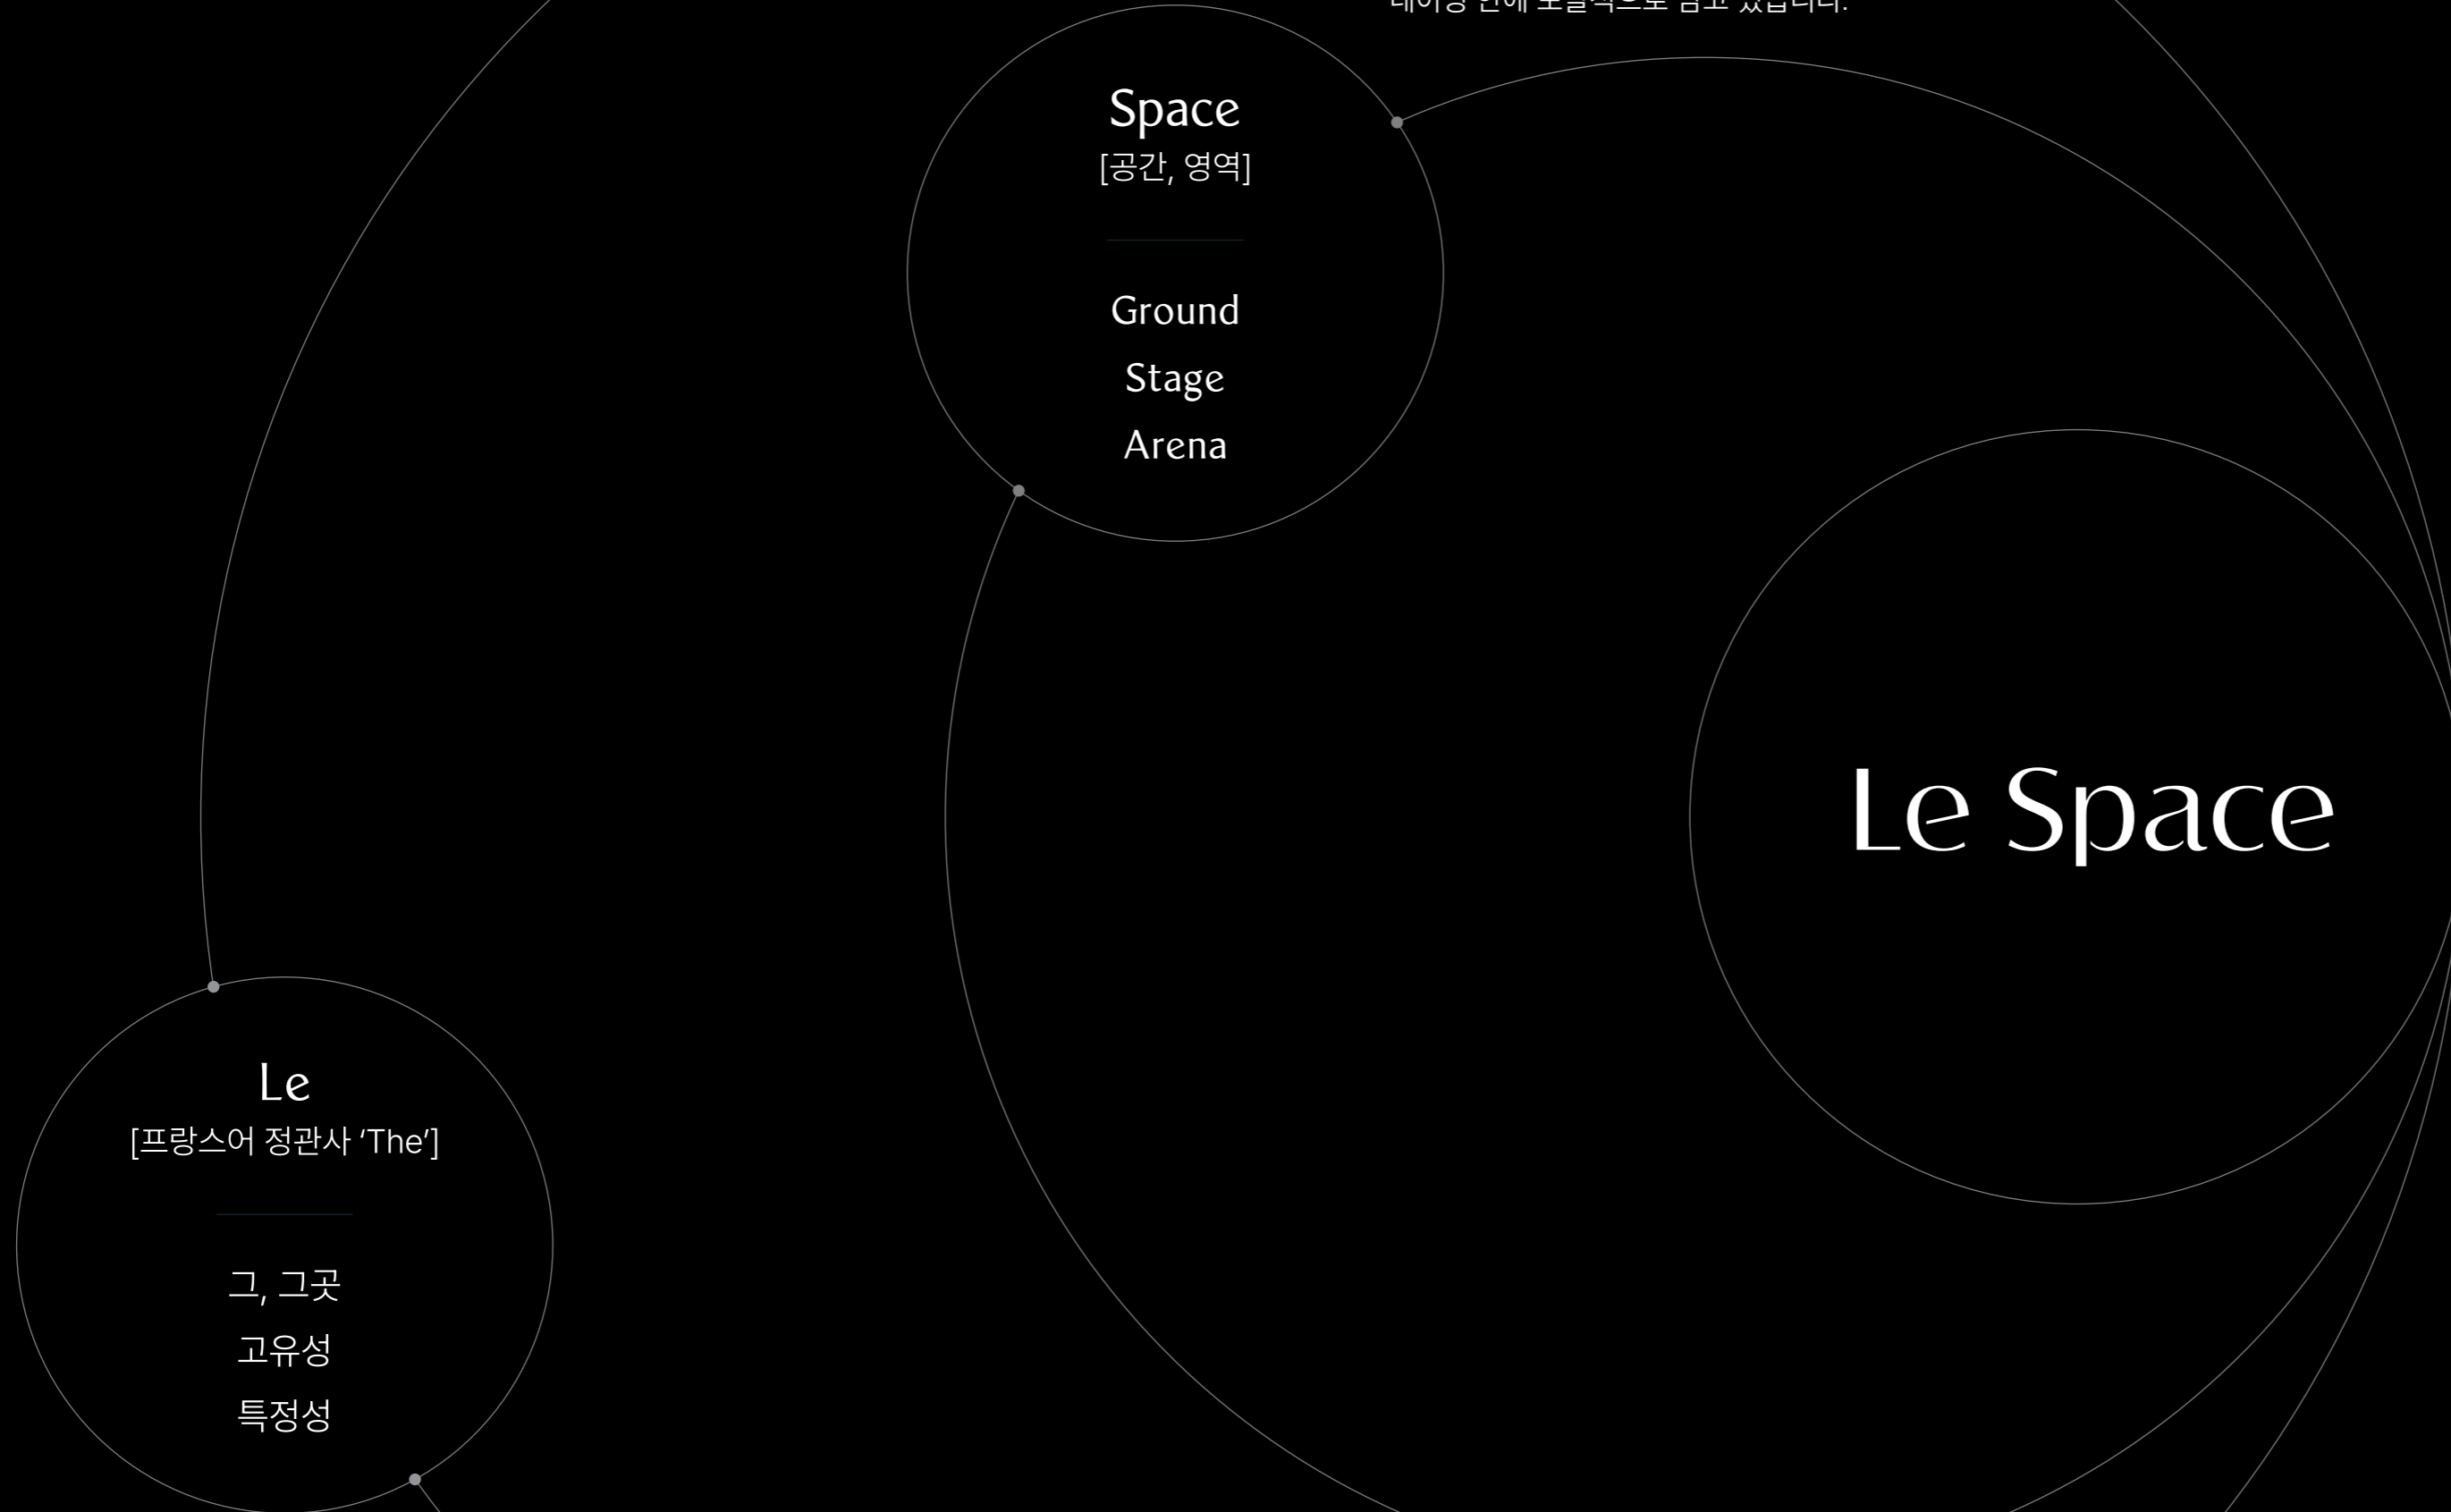 Space
[공간, 영역]
Ground
Stage
Arena
Le Space
Le
[프랑스어 정관사 ‘The’]
그, 그곳
고유성
특정성